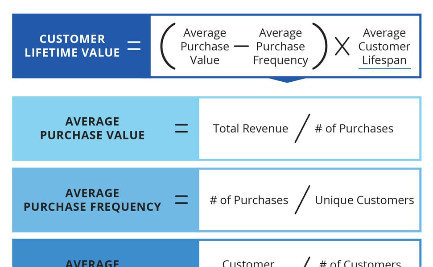 CUSTOMER
LIFETIME VALUE
=
(
Average
Purchase
Value
—
Average
Purchase
Frequency
)
X
Average
Customer
Lifespan
AVERAGE
PURCHASE VALUE
=
Total Revenue / # of Purchases
AVERAGE
PURCHASE FREQUENCY
=
# of Purchases / Unique Customers
AVERAGE
Customer / # of Customers